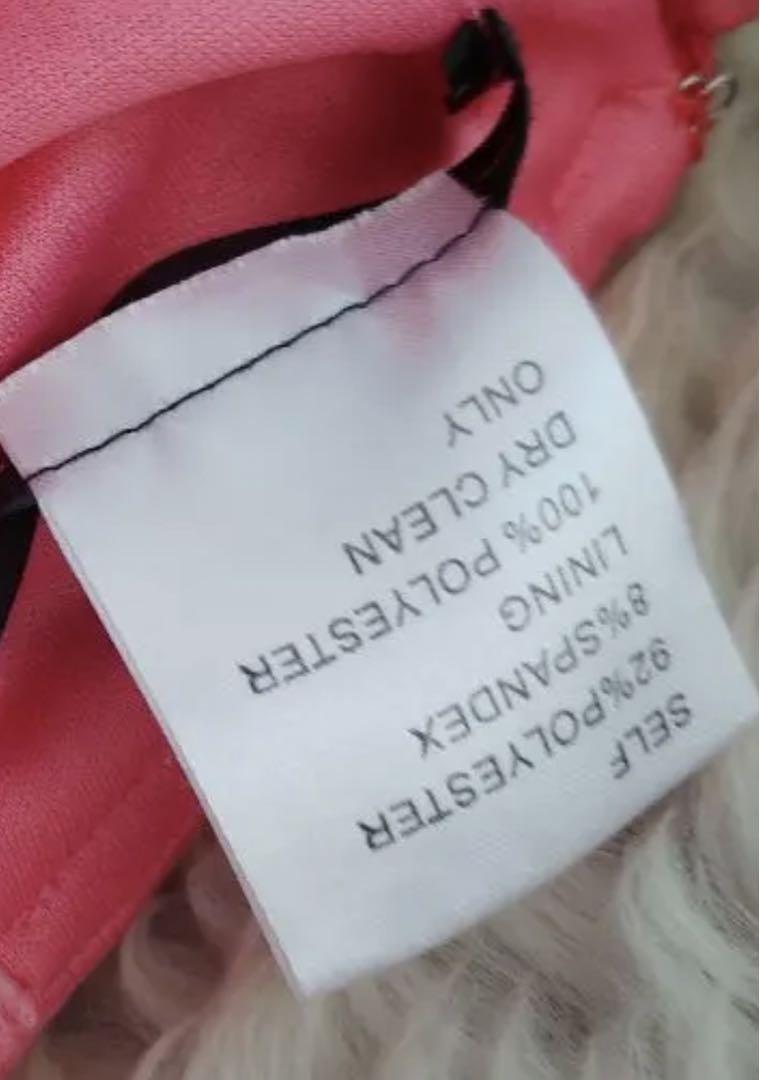 SELF
92%POLYESTER
8%SPANDEX
LINING
100% POLYESTER
DRY CLEAN
ONLY